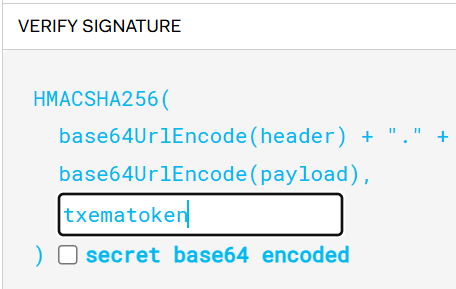 VERIFY SIGNATURE
HMACSHA256(
base64UrlEncode(header) + "." +
base64UrlEncode(payload),
txematoken
) secret base64 encoded